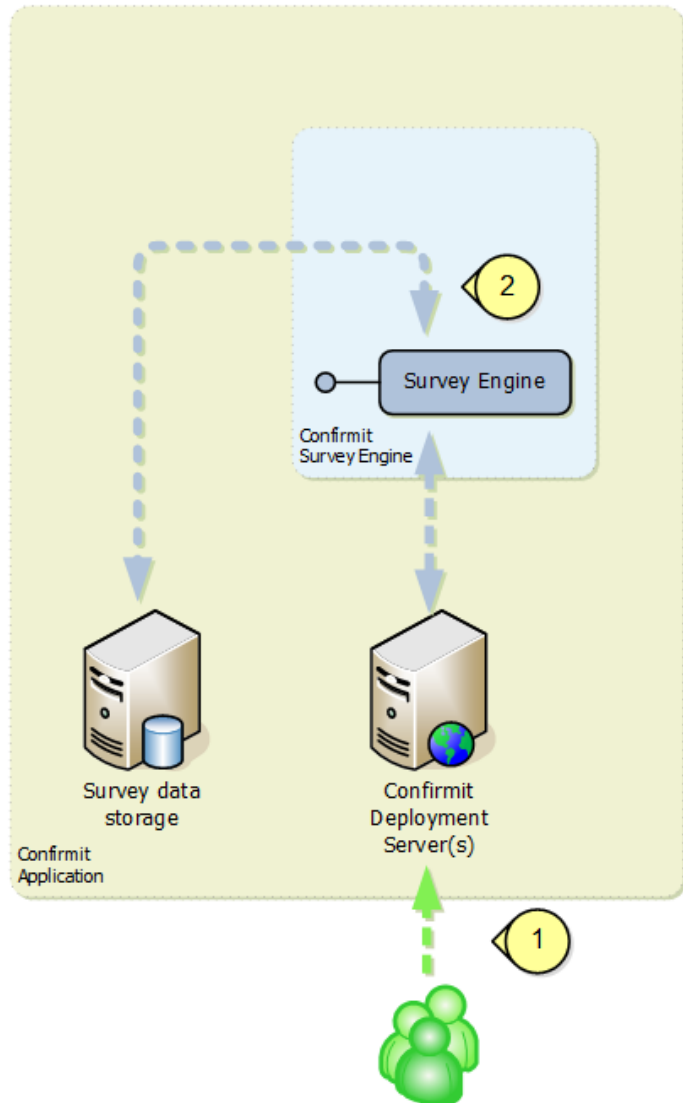 2
Survey Engine
Confirmit
Survey Engine
Survey data
storage
Confirmit
Deployment
Server(s)
Confirmit
Application
1